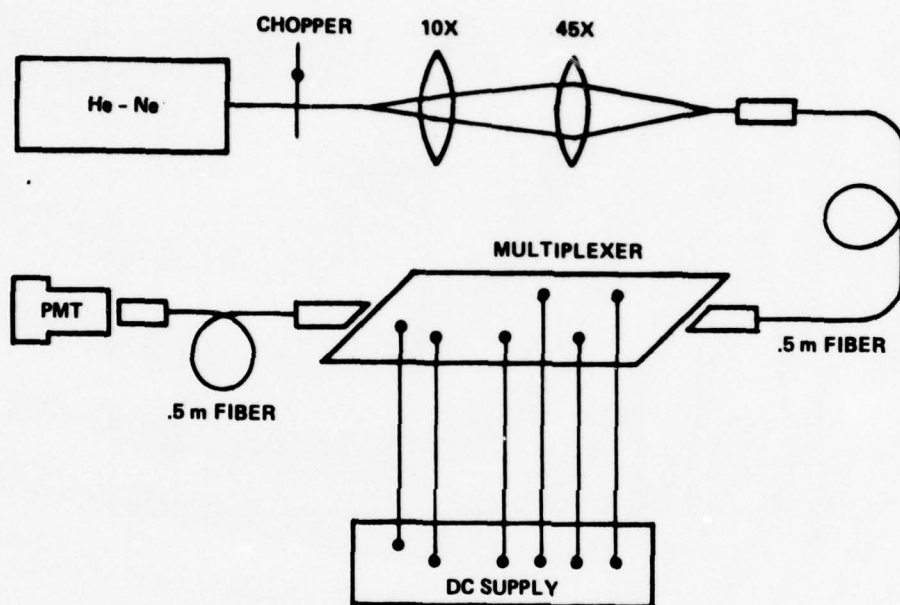 CHOPPER
10X
45X
He - Ne
MULTIPLEXER
PMT
.5 m FIBER
.5 m FIBER
DC SUPPLY